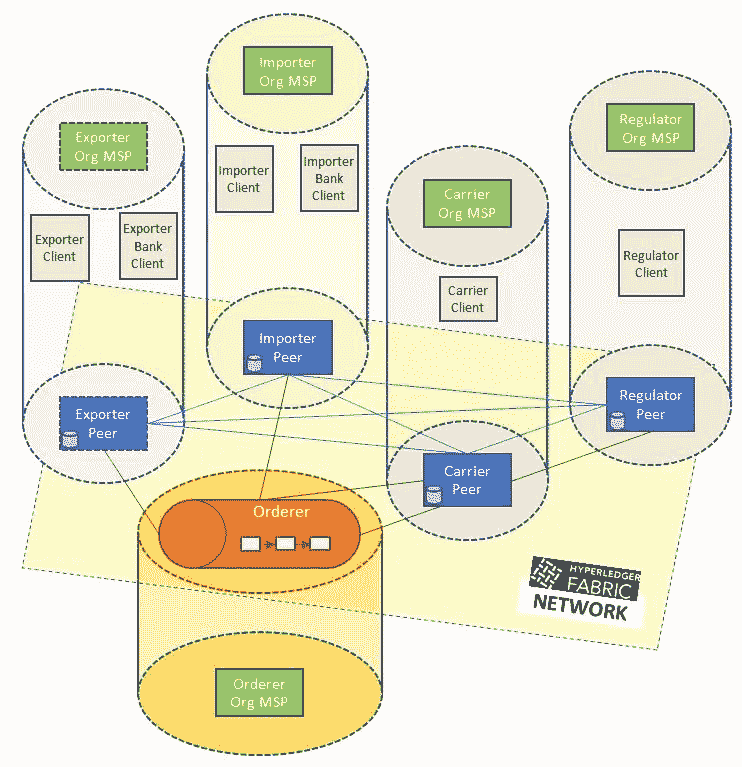 Importer
Org MSP
Exporter
Org MSP
Regulator
Org MSP
Carrier
Org MSP
Importer
Client
Importer
Bank
Client
Exporter
Client
Exporter
Bank
Client
Regulator
Client
Carrier
Client
Importer
Peer
Exporter
Peer
Regulator
Peer
Carrier
Peer
Orderer
HYPERLEDGER
FABRIC
NETWORK
Orderer
Org MSP